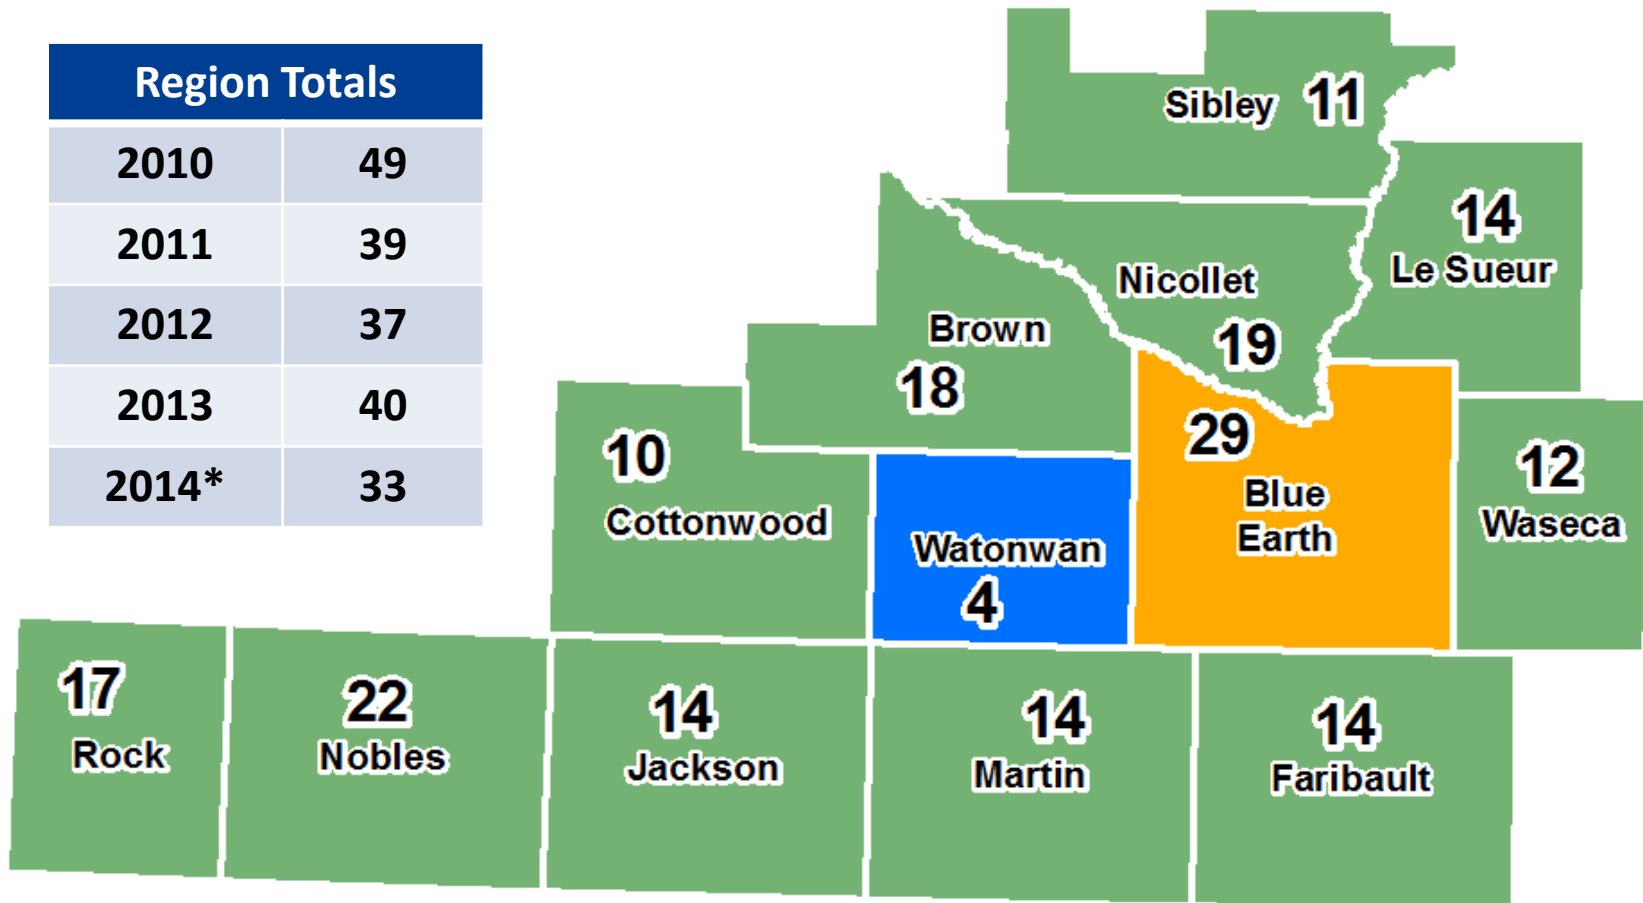 Region Totals
2010 49
2011 39
2012 37
2013 40
2014* 33
Sibley 11
14
Le Sueur
Nicollet
19
Brown
18
29
Blue
Earth
12
Waseca
10
Cottonwood
Watonwan
4
17
Rock
22
Nobles
14
Jackson
14
Martin
14
Faribault